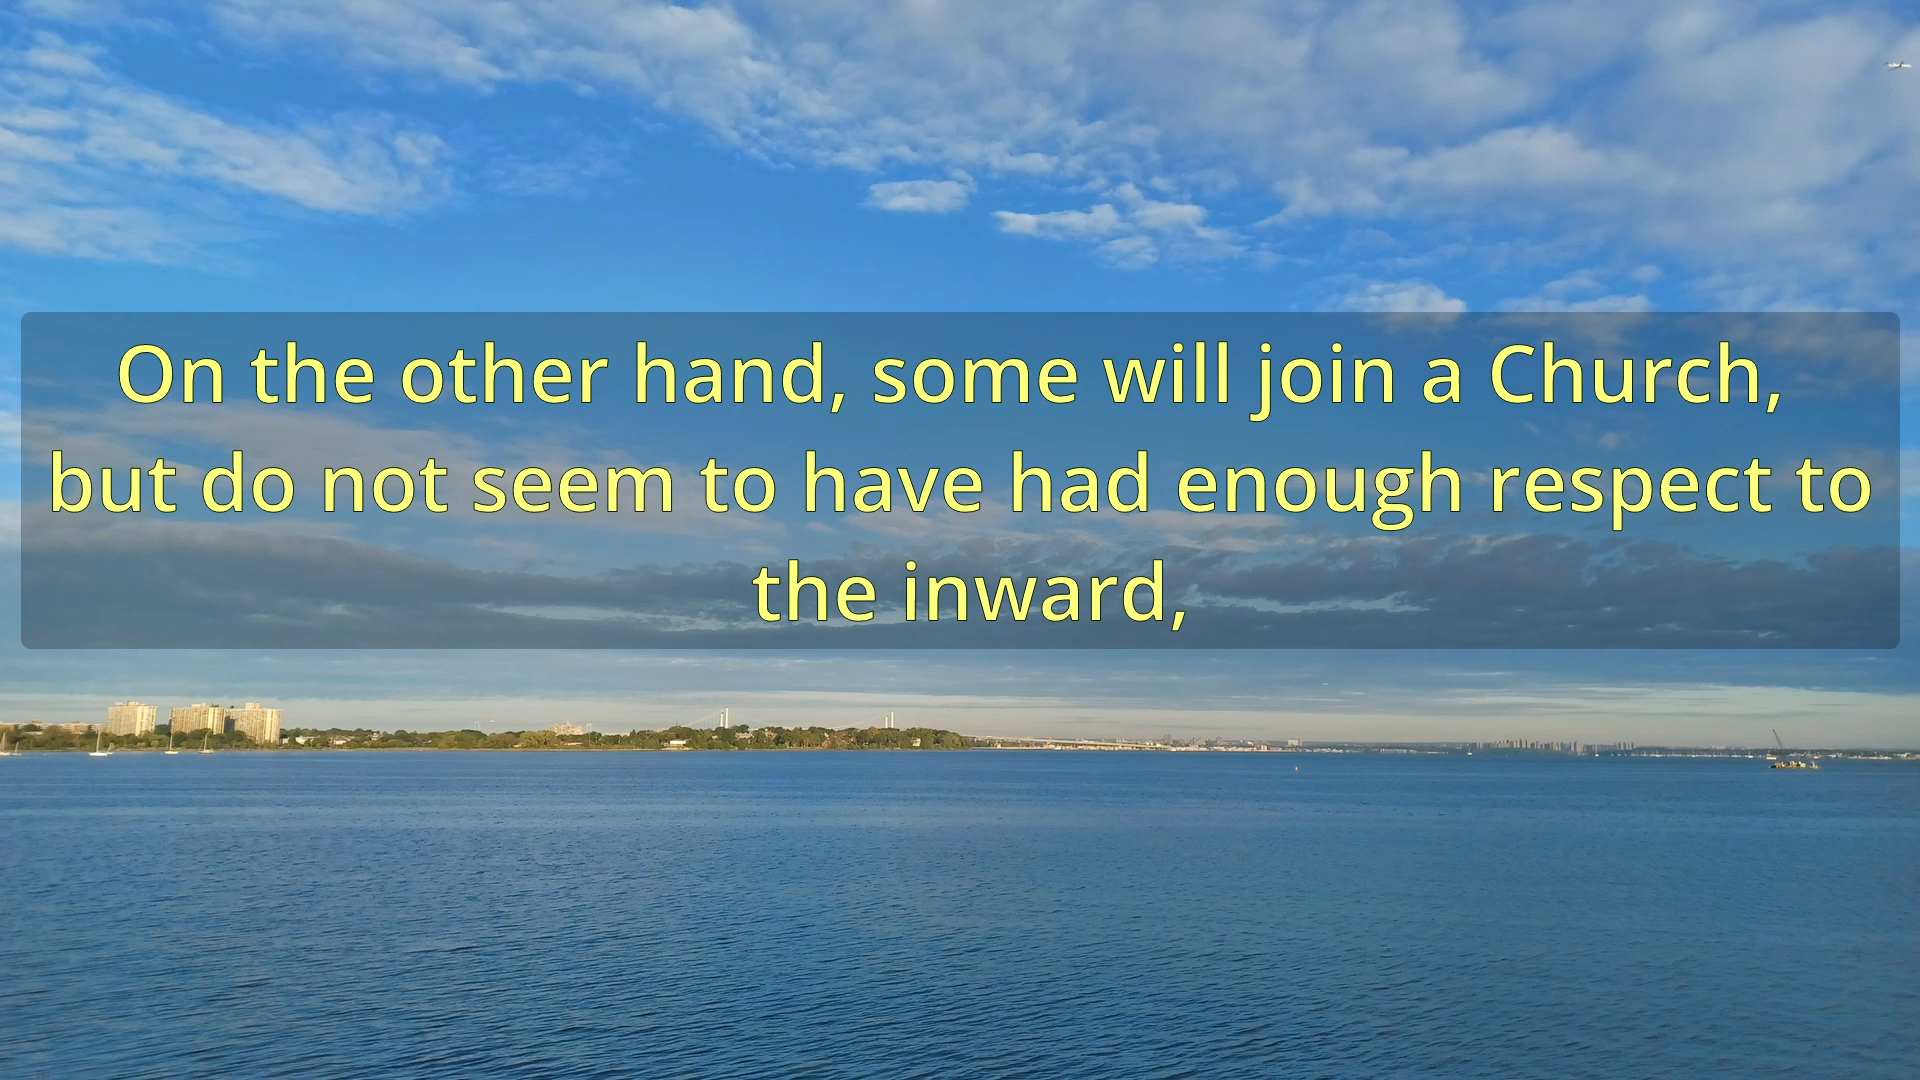 On the other hand, some will join a Church,
but do not seem to have had enough respect to
the inward,